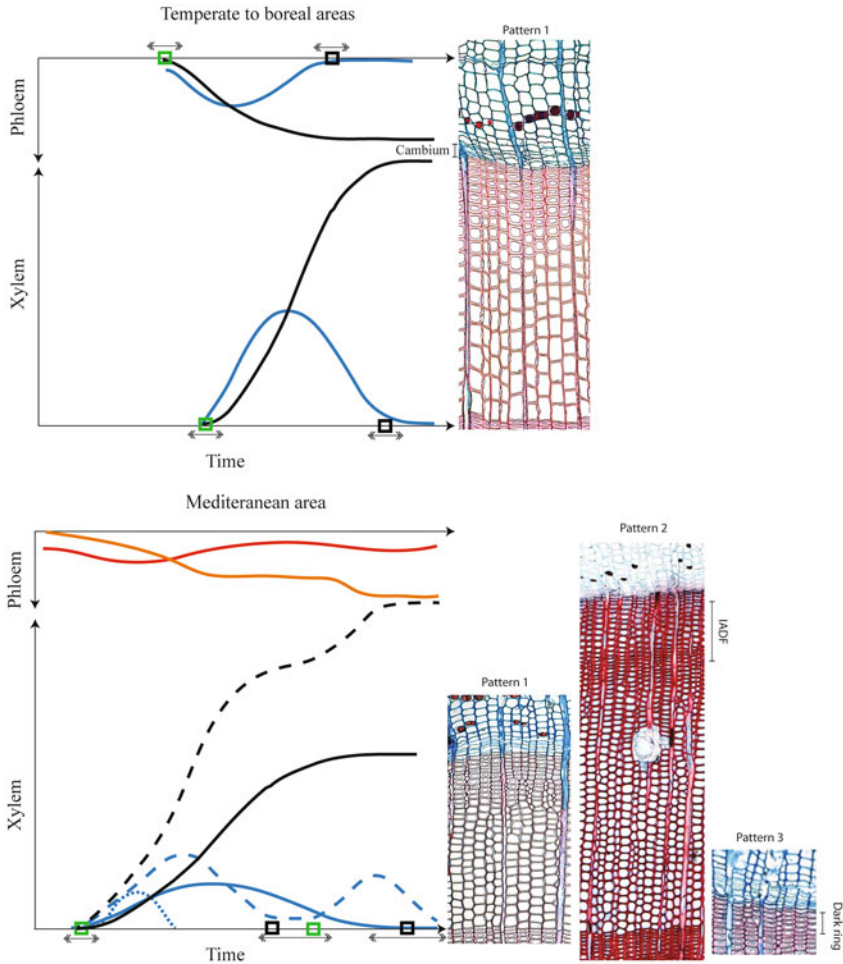 Temperate to boreal areas
Pattern 1
Phloem
Cambium
Xylem
Time
Mediteranean area
Pattern 2
Phloem
IADF
Pattern 1
Xylem
Pattern 3
Dark ring
Time